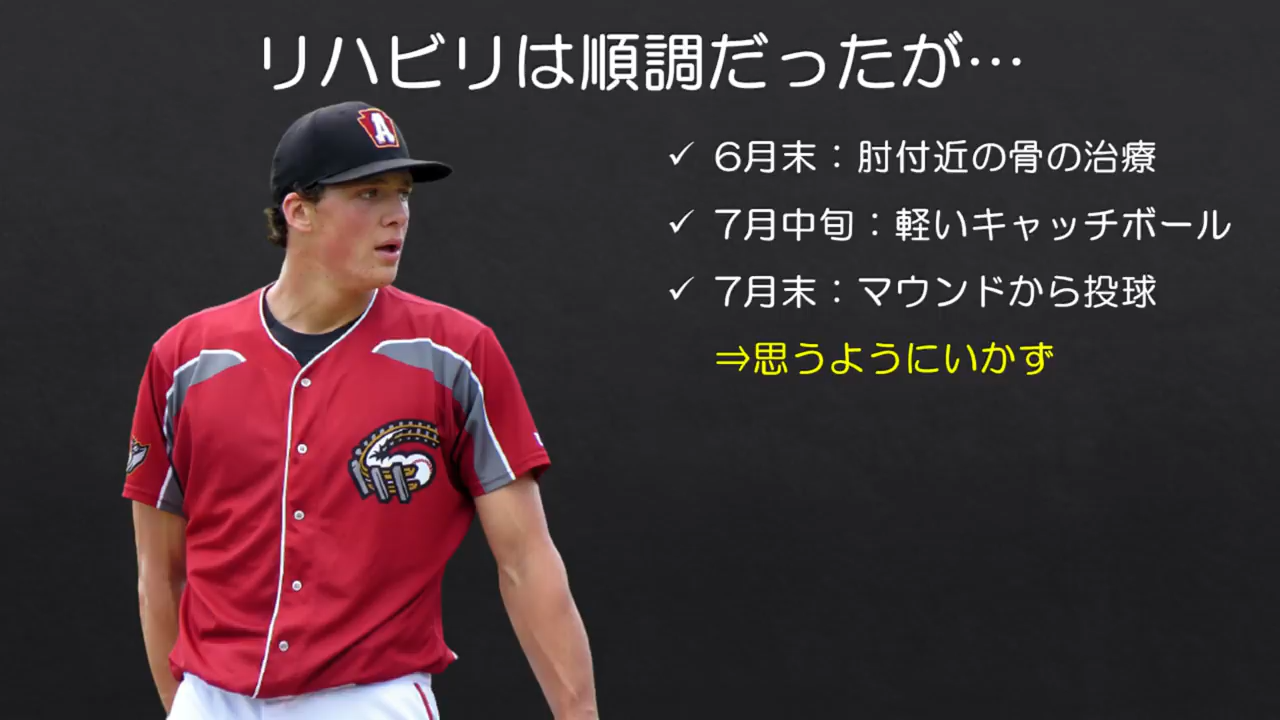 リハビリは順調だったが…
✓ 6月末：肘付近の骨の治療
✓ 7月中旬：軽いキャッチボール
✓ 7月末：マウンドから投球
⇒思うようにいかず
A